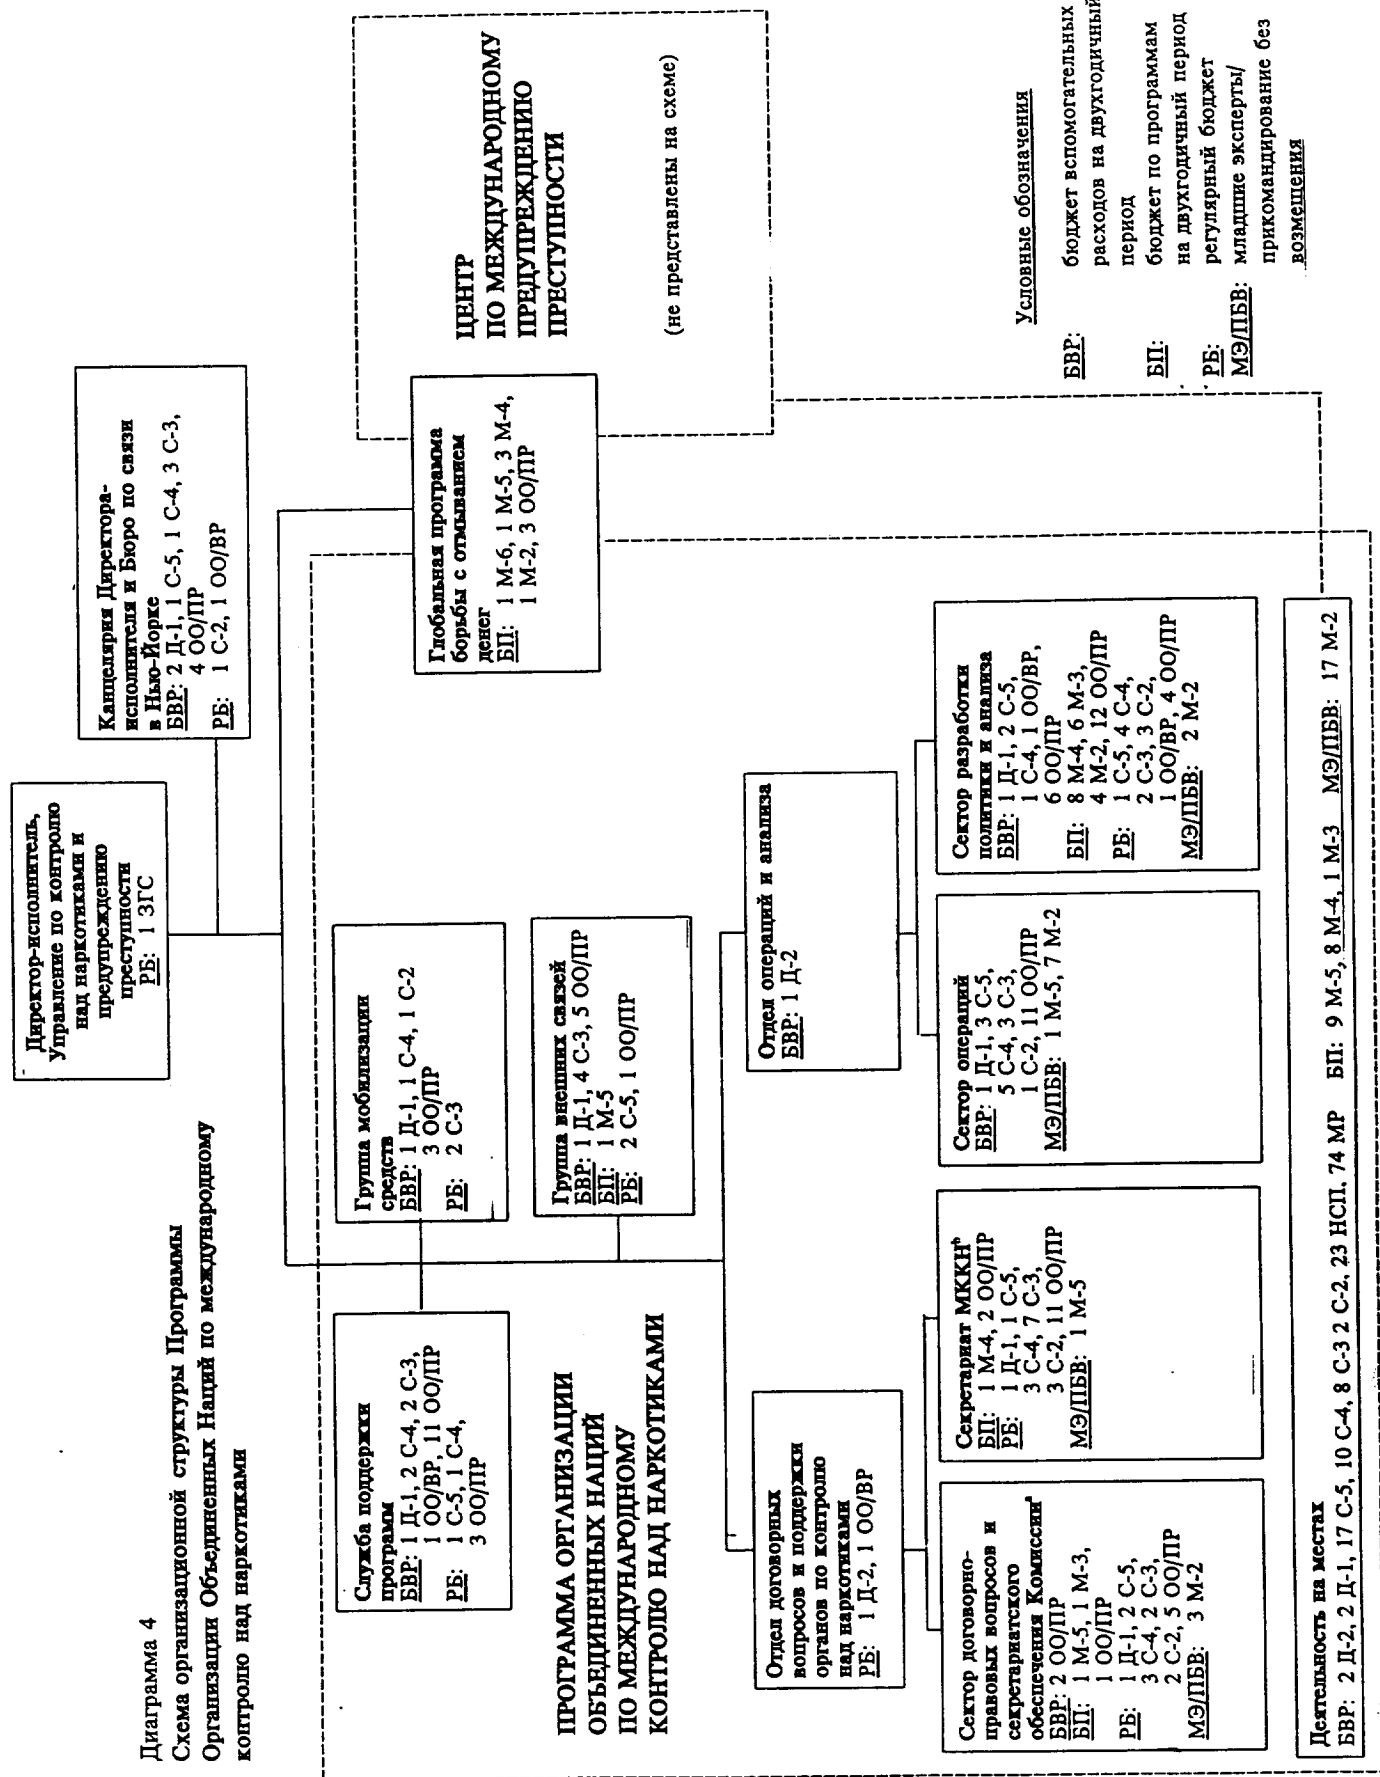 Диаграмма 4
Схема организационной структуры Программы
Организации Объединенных Наций по международному
контролю над наркотиками
Директор-исполнитель,
Управление по контролю
над наркотиками и
предупреждению
преступности
РБ: 1 ЗГС
Канцелярия Директора-
исполнителя и Бюро по связи
в Нью-Йорке
БВР: 2 Д-1, 1 С-5, 1 С-4, 3 С-3,
4 ОО/ПР
РБ: 1 С-2, 1 ОО/ВР
Служба поддержки
программ
БВР: 1 Д-1, 2 С-4, 2 С-3,
1 ОО/ВР, 11 ОО/ПР
РБ: 1 С-5, 1 С-4,
3 ОО/ПР
Группа мобилизации
средств
БВР: 1 Д-1, 1 С-4, 1 С-2
3 ОО/ПР
РБ: 2 С-3
Глобальная программа
борьбы с отмыванием
денег
БП: 1 М-6, 1 М-5, 3 М-4,
1 М-2, 3 ОО/ПР
ЦЕНТР
ПО МЕЖДУНАРОДНОМУ
ПРЕДУПРЕЖДЕНИЮ
ПРЕСТУПНОСТИ
(не представлены на схеме)
Группа внешних связей
БВР: 1 Д-1, 4 С-3, 5 ОО/ПР
БП: 1 М-5
РБ: 2 С-5, 1 ОО/ПР
ПРОГРАММА ОРГАНИЗАЦИИ
ОБЪЕДИНЕННЫХ НАЦИЙ
ПО МЕЖДУНАРОДНОМУ
КОНТРОЛЮ НАД НАРКОТИКАМИ
Отдел договорных
вопросов и поддержки
органов по контролю
над наркотиками
РБ: 1 Д-2, 1 ОО/ВР
Отдел операций и анализа
БВР: 1 Д-2
Сектор договорно-
правовых вопросов и
секретариатского
обеспечения Комиссииª
БВР: 2 ОО/ПР
БП: 1 М-5, 1 М-3,
1 ОО/ПР
РБ: 1 Д-1, 2 С-5,
3 С-4, 2 С-3,
2 С-2, 5 ОО/ПР
МЭ/ПБВ: 3 М-2
Секретариат МККНᵇ
БП: 1 М-4, 2 ОО/ПР
РБ: 1 Д-1, 1 С-5,
3 С-4, 7 С-3,
3 С-2, 11 ОО/ПР
МЭ/ПБВ: 1 М-5
Сектор операций
БВР: 1 Д-1, 3 С-5,
5 С-4, 3 С-3,
1 С-2, 11 ОО/ПР
МЭ/ПБВ: 1 М-5, 7 М-2
Сектор разработки
политики и анализа
БВР: 1 Д-1, 2 С-5,
1 С-4, 1 ОО/ВР,
6 ОО/ПР
БП: 8 М-4, 6 М-3,
4 М-2, 12 ОО/ПР
РБ: 1 С-5, 4 С-4,
2 С-3, 3 С-2,
1 ОО/ВР, 4 ОО/ПР
МЭ/ПБВ: 2 М-2
Деятельность на местах
БВР: 2 Д-2, 2 Д-1, 17 С-5, 10 С-4, 8 С-3 2 С-2, 23 НСП, 74 МР БП: 9 М-5, 8 М-4, 1 М-3 МЭ/ПБВ: 17 М-2
Условные обозначения
БВР: бюджет вспомогательных
расходов на двухгодичный
период
БП: бюджет по программам
на двухгодичный период
РБ: регулярный бюджет
МЭ/ПБВ: младшие эксперты/
прикомандирование без
возмещения